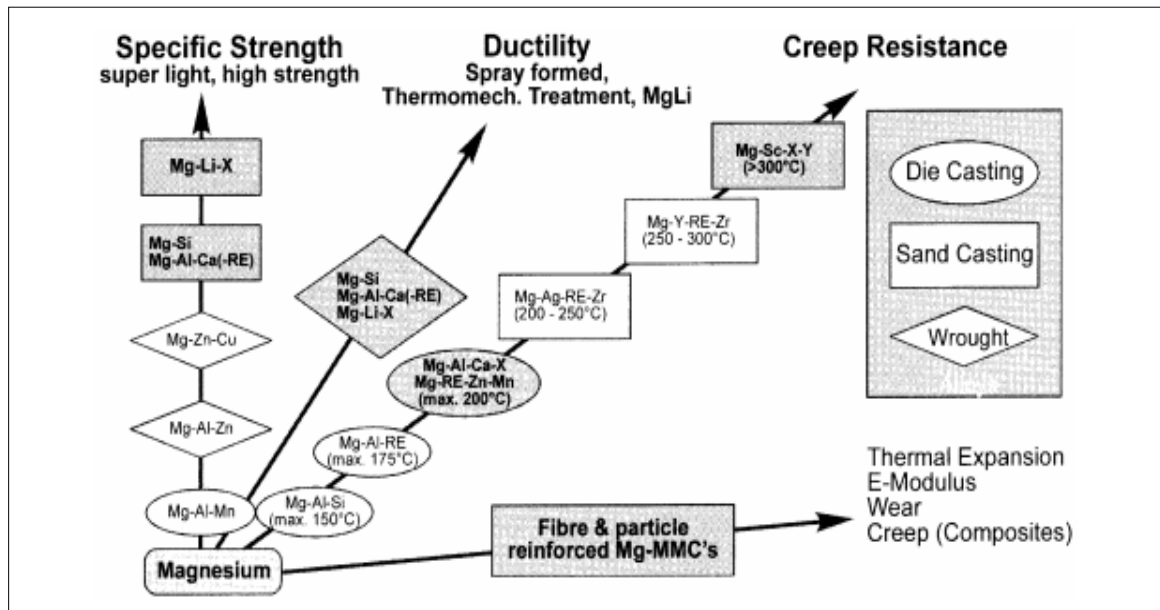 Specific Strength
super light, high strength
Ductility
Spray formed,
Thermomech. Treatment, MgLi
Creep Resistance
Mg-Li-X
Mg-Si
Mg-Al-Ca(-RE)
Mg-Zn-Cu
Mg-Al-Zn
Mg-Al-Mn
Magnesium
Mg-Si
Mg-Al-Ca(-RE)
Mg-Li-X
Mg-Sc-X-Y
(>300°C)
Mg-Y-RE-Zr
(250 - 300°C)
Mg-Ag-RE-Zr
(200 - 250°C)
Mg-Al-Ca-X
Mg-RE-Zn-Mn
(max. 200°C)
Mg-Al-RE
(max. 175°C)
Mg-Al-Si
(max. 150°C)
Fibre & particle
reinforced Mg-MMC's
Die Casting
Sand Casting
Wrought
Thermal Expansion
E-Modulus
Wear
Creep (Composites)